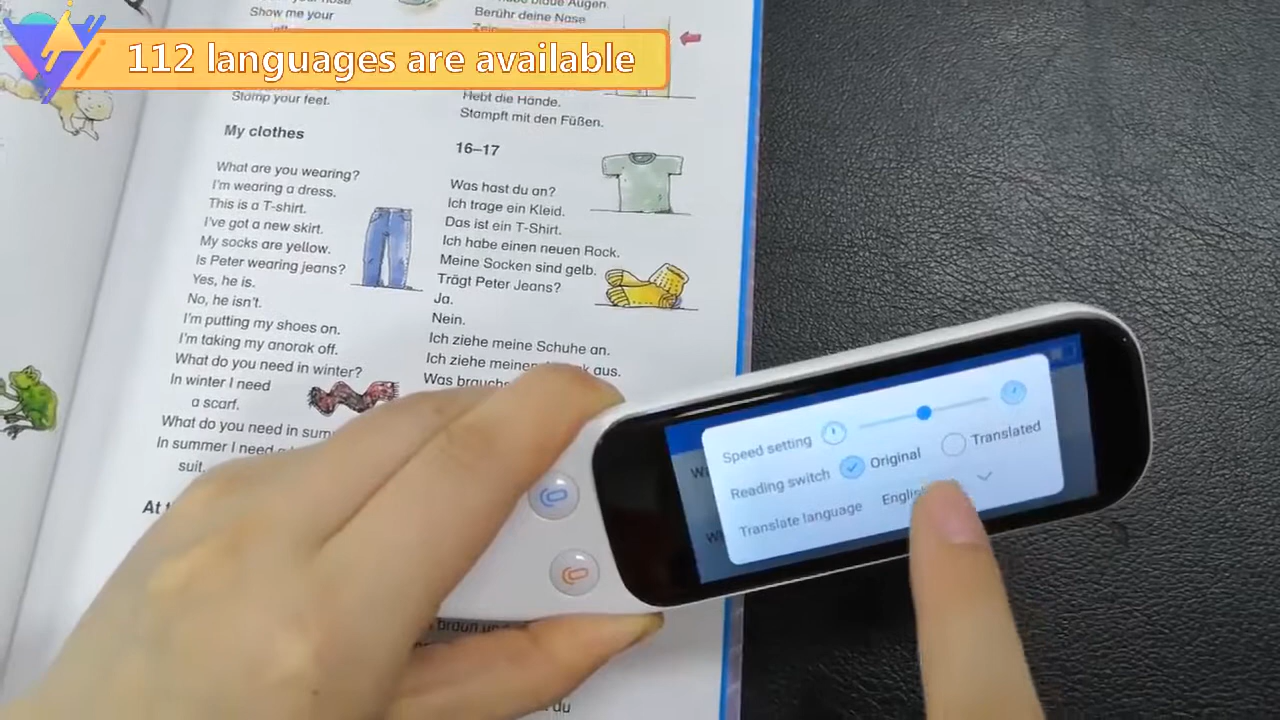 112 languages are available
Show me your
Stamp your feet.
My clothes
What are you wearing?
I'm wearing a dress.
This is a T-shirt.
I've got a new skirt.
My socks are yellow.
Is Peter wearing jeans?
Yes, he is.
No, he isn't.
I'm putting my shoes on.
I'm taking my anorak off.
What do you need in winter?
In winter I need
a scarf.
What do you need in
In summer I need
suit.
blaue Augen.
Berühr deine Nase
Hebt die Hände.
Stampft mit den Füßen.
16–17
Was hast du an?
Ich trage ein Kleid.
Das ist ein T-Shirt.
Ich habe einen neuen Rock.
Meine Socken sind gelb.
Trägt Peter Jeans?
Ja.
Nein.
Ich ziehe meine Schuhe an.
Ich ziehe meinen aus.
Was
braun
du
Speed setting
Reading switch Original Translated
Translate language English